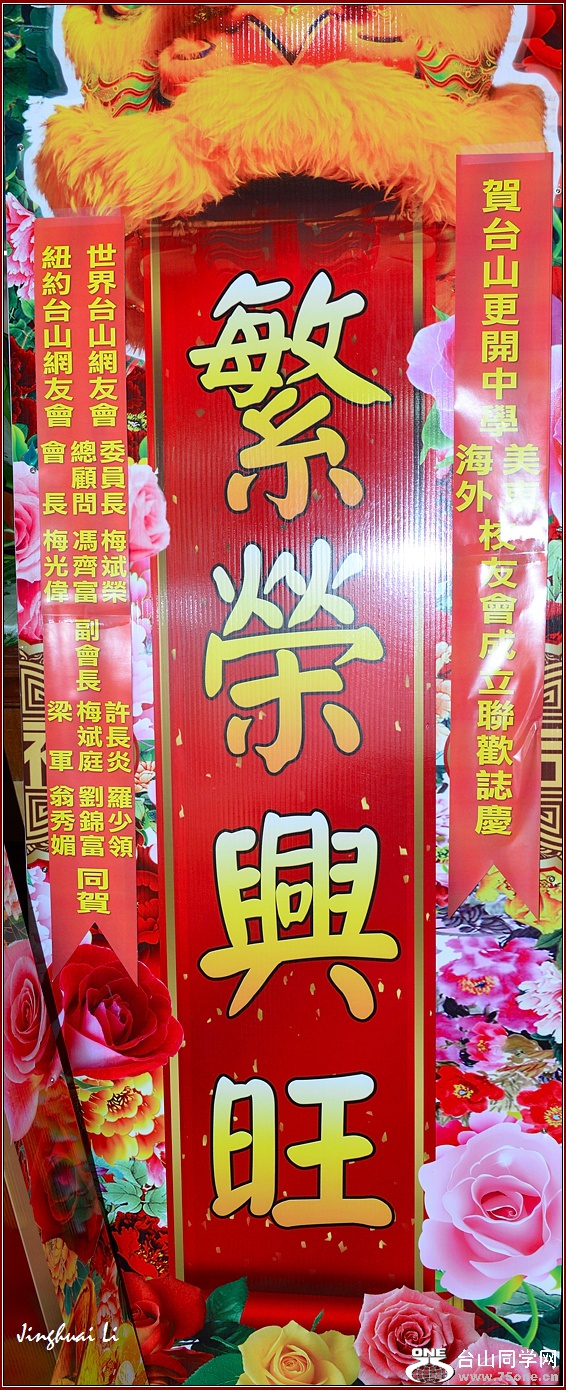 賀台山更開中學
美東
海外
校友會成立聯歡誌慶
繁榮興旺
世界台山網友會
紐約台山網友會
委員長 梅斌榮
總顧問 馮齊富
會長 梅光偉
副會長
許長炎 羅少領
梅斌庭 劉錦富
梁軍 翁秀媚
同賀
Jinghuai Li
ONE 台山同学网
www.75one.cn